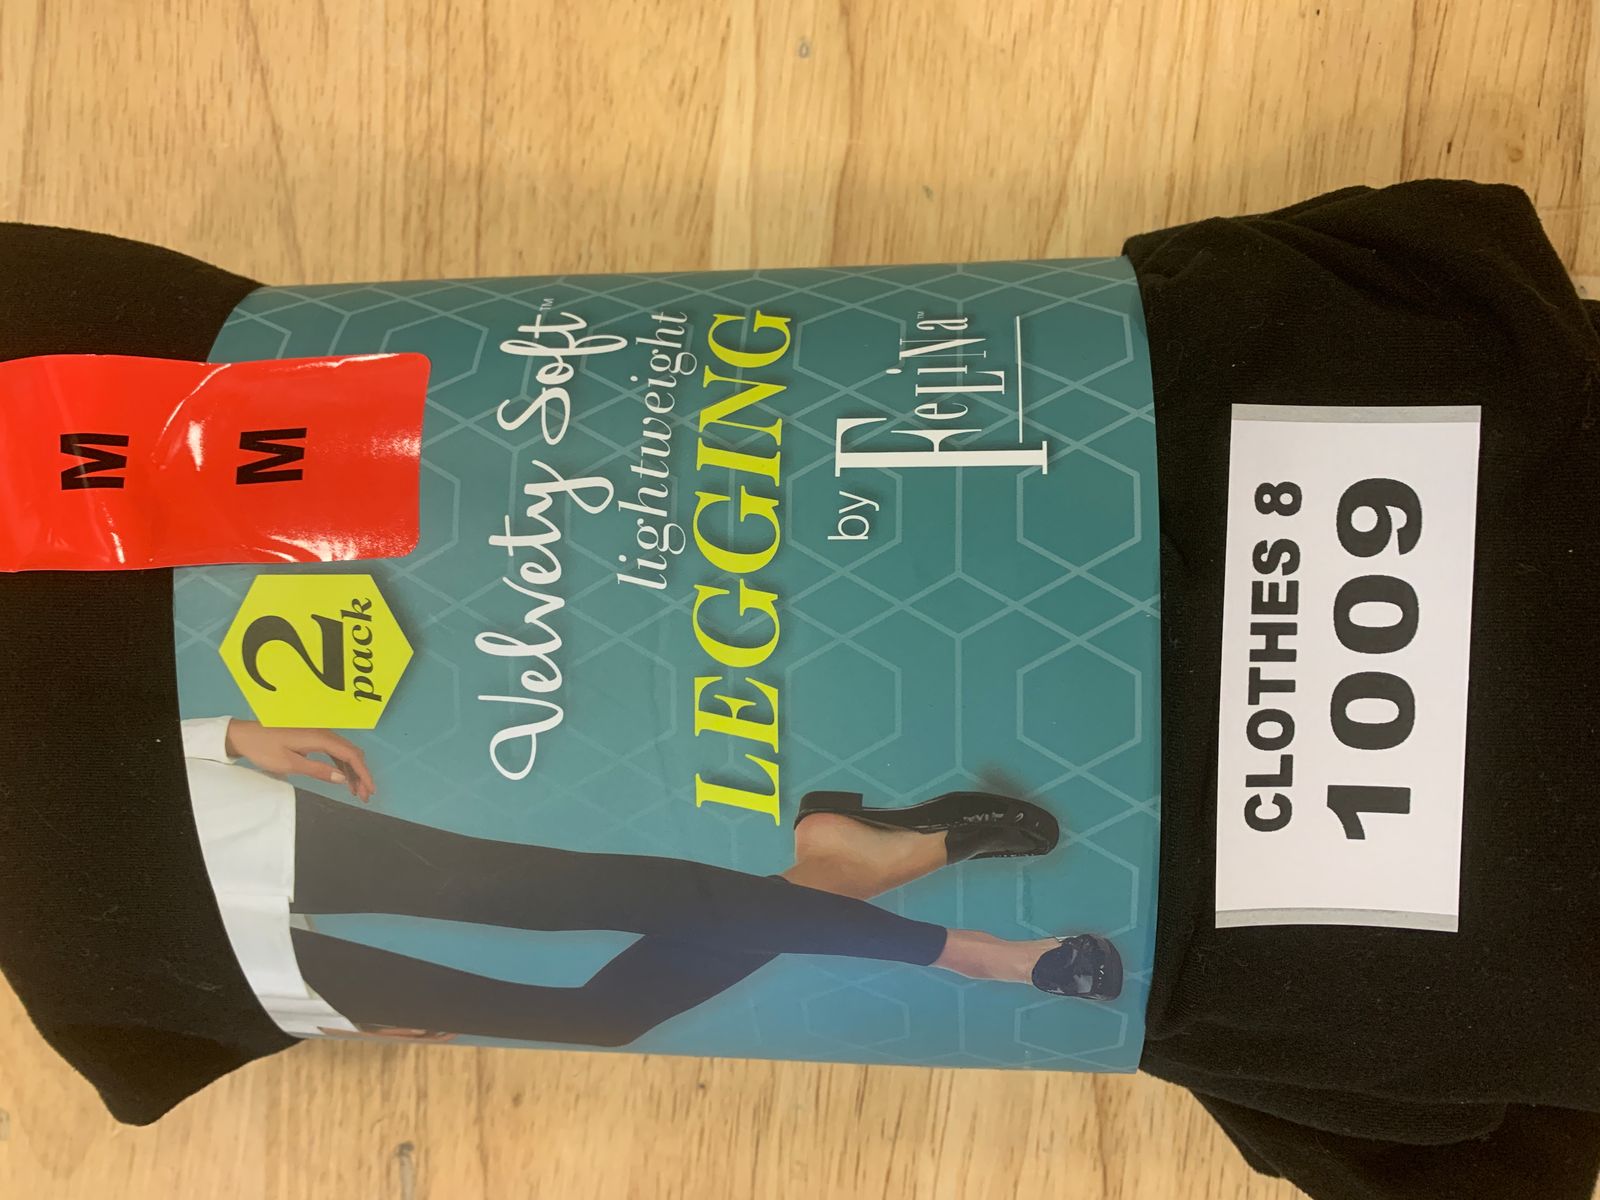 M
M
2
pack
Velvety Soft™
lightweight
LEGGING
by Felina™
CLOTHES 8
1009